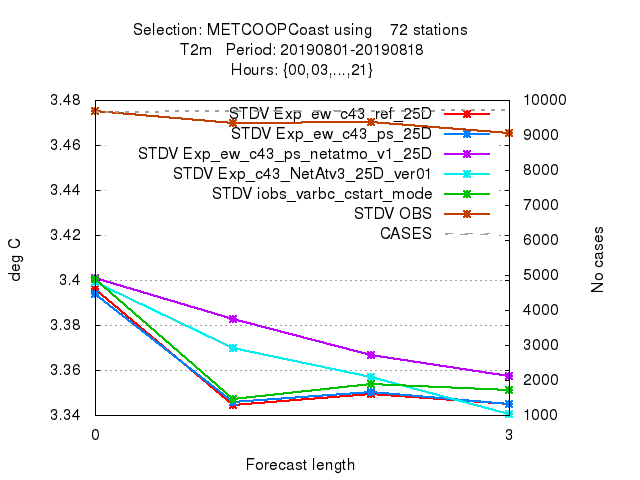 Selection: METCOOPCoast using 72 stations
T2m Period: 20190801-20190818
Hours: {00,03,...,21}
3.48
3.46
3.44
3.42
3.4
3.38
3.36
3.34
deg C
STDV Exp_ew_c43_ref_25D
STDV Exp_ew_c43_ps_25D
STDV Exp_ew_c43_ps_netatmo_v1_25D
STDV Exp_c43_NetAtv3_25D_ver01
STDV iobs_varbc_cstart_mode
STDV OBS
CASES
10000
9000
8000
7000
6000
5000
4000
3000
2000
1000
No cases
0
3
Forecast length